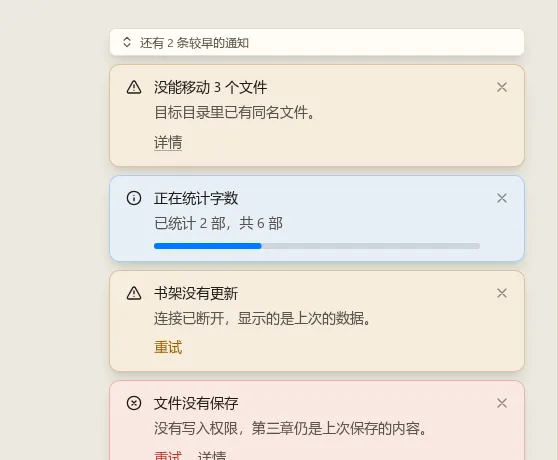 还有 2 条较早的通知
没能移动 3 个文件
目标目录里已有同名文件。
详情
正在统计字数
已统计 2 部，共 6 部
书架没有更新
连接已断开，显示的是上次的数据。
重试
文件没有保存
没有写入权限，第三章仍是上次保存的内容。
重试 详情